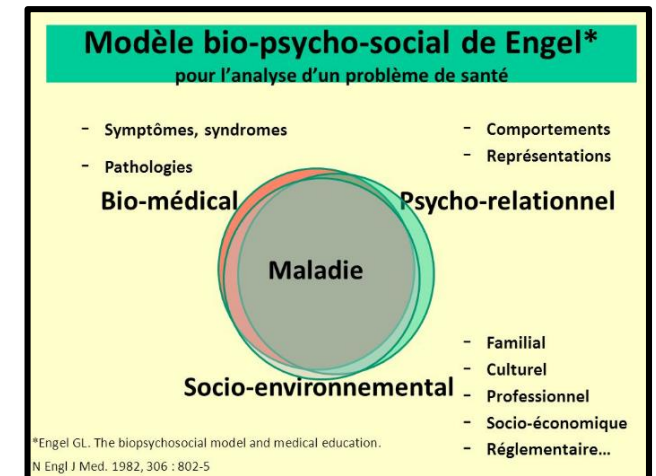 Modèle bio-psycho-social de Engel*
pour l'analyse d'un problème de santé
- Symptômes, syndromes
- Pathologies
Bio-médical
- Comportements
- Représentations
Psycho-relationnel
Maladie
Socio-environnemental
- Familial
- Culturel
- Professionnel
- Socio-économique
- Réglementaire...
*Engel GL. The biopsychosocial model and medical education.
N Engl J Med. 1982, 306 : 802-5